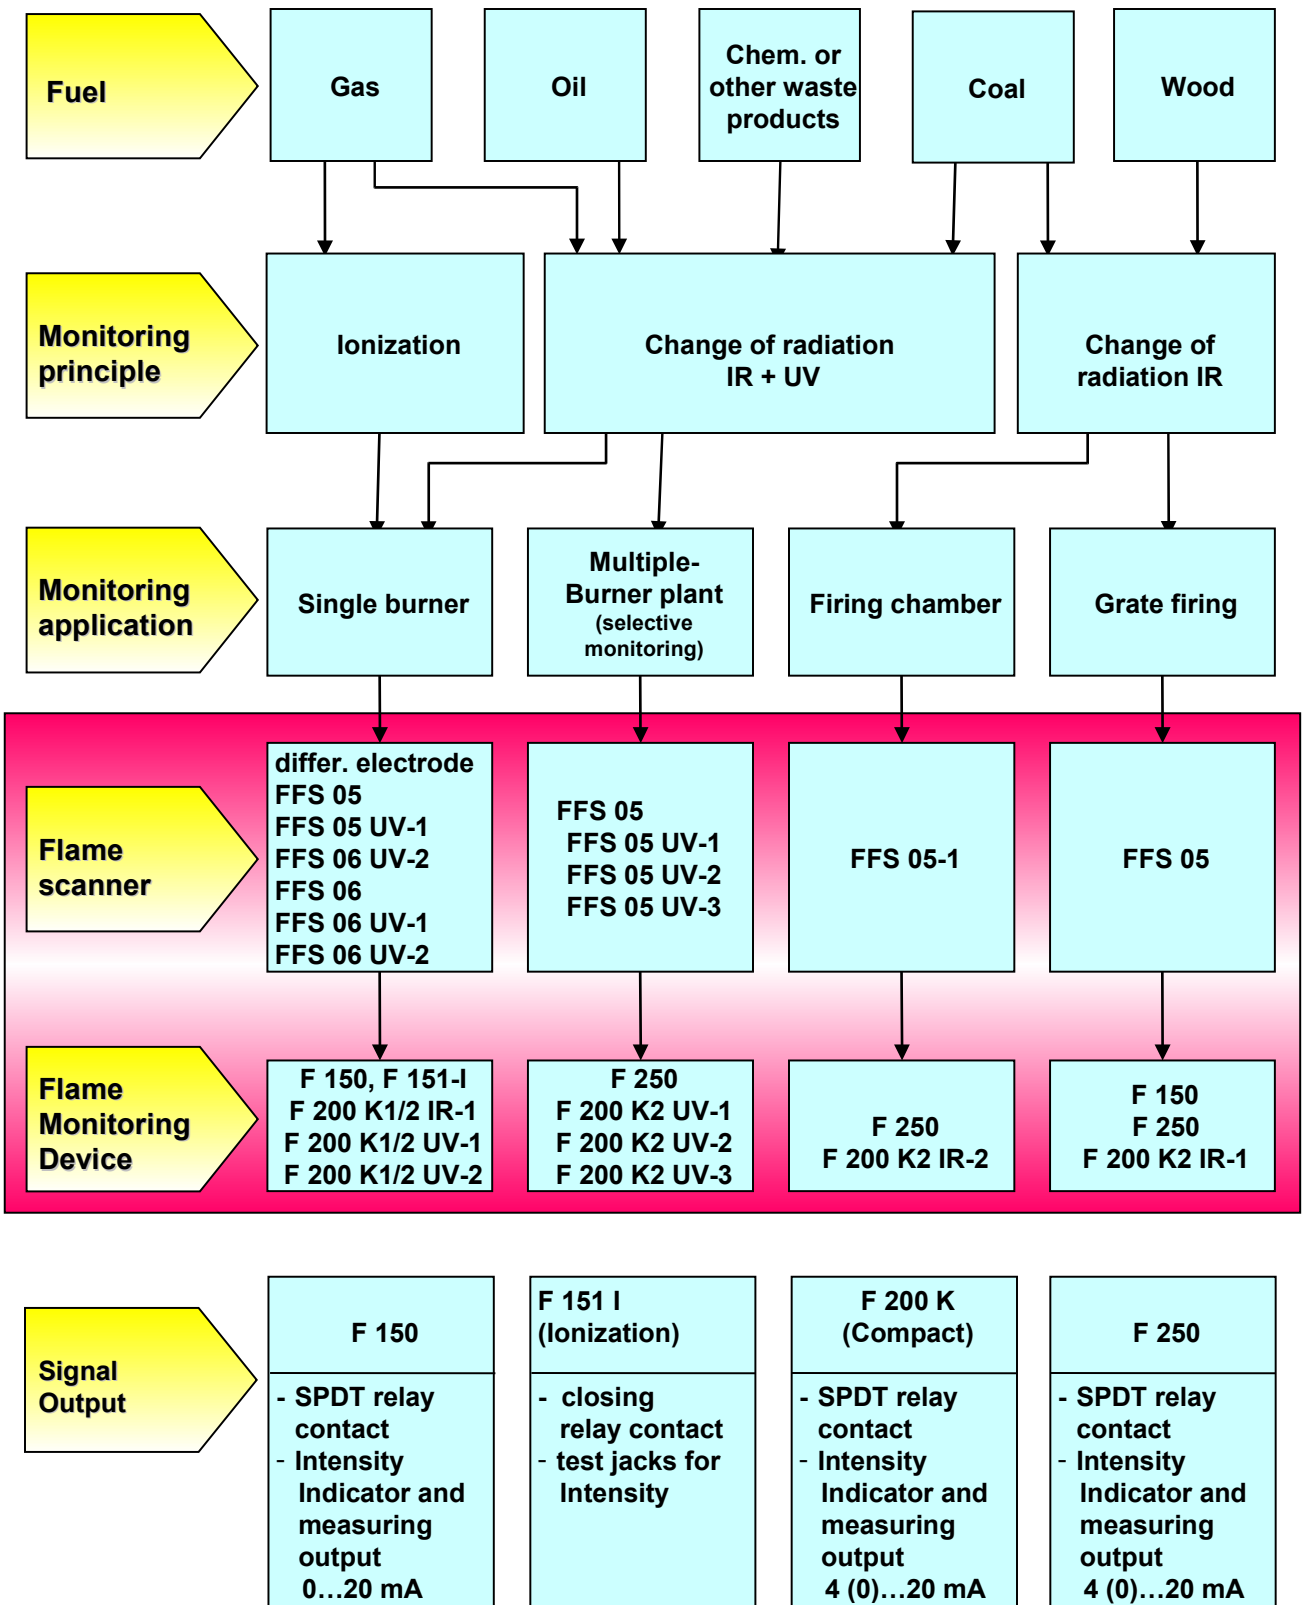 Fuel
Gas
Oil
Chem. or
other waste
products
Coal
Wood
Monitoring
principle
Ionization
Change of radiation
IR + UV
Change of
radiation IR
Monitoring
application
Single burner
Multiple-
Burner plant
(selective
monitoring)
Firing chamber
Grate firing
Flame
scanner
differ. electrode
FFS 05
FFS 05 UV-1
FFS 06 UV-2
FFS 06
FFS 06 UV-1
FFS 06 UV-2
FFS 05
FFS 05 UV-1
FFS 05 UV-2
FFS 05 UV-3
FFS 05-1
FFS 05
Flame
Monitoring
Device
F 150, F 151-I
F 200 K1/2 IR-1
F 200 K1/2 UV-1
F 200 K1/2 UV-2
F 250
F 200 K2 UV-1
F 200 K2 UV-2
F 200 K2 UV-3
F 250
F 200 K2 IR-2
F 150
F 250
F 200 K2 IR-1
Signal
Output
F 150
- SPDT relay
contact
- Intensity
Indicator and
measuring
output
0…20 mA
F 151 I
(Ionization)
- closing
relay contact
- test jacks for
Intensity
F 200 K
(Compact)
- SPDT relay
contact
- Intensity
Indicator and
measuring
output
4 (0)…20 mA
F 250
- SPDT relay
contact
- Intensity
Indicator and
measuring
output
4 (0)…20 mA